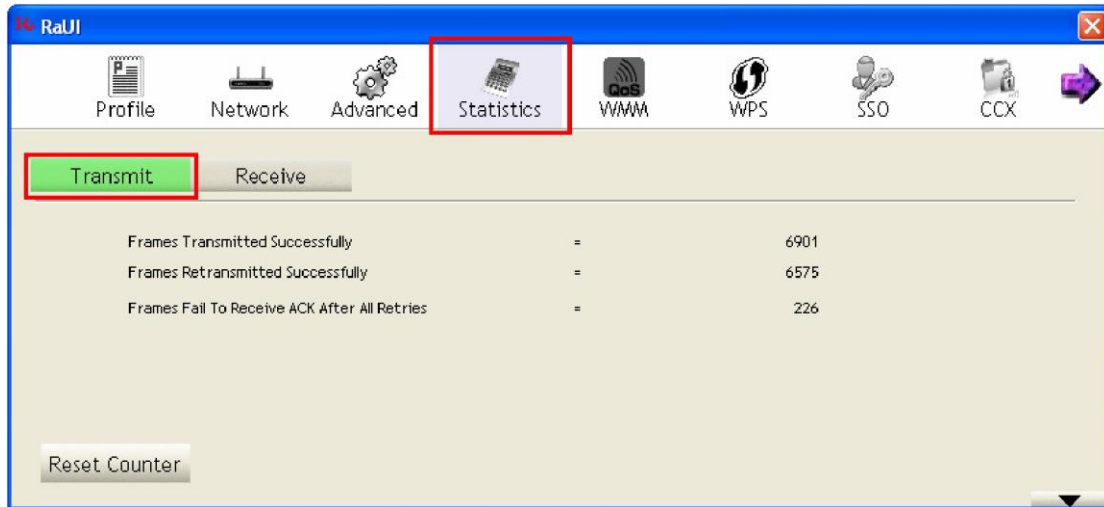 RaUI
Profile Network Advanced Statistics QoS WMM WPS SSO CCX
Transmit Receive
Frames Transmitted Successfully = 6901
Frames Retransmitted Successfully = 6575
Frames Fail To Receive ACK After All Retries = 226
Reset Counter